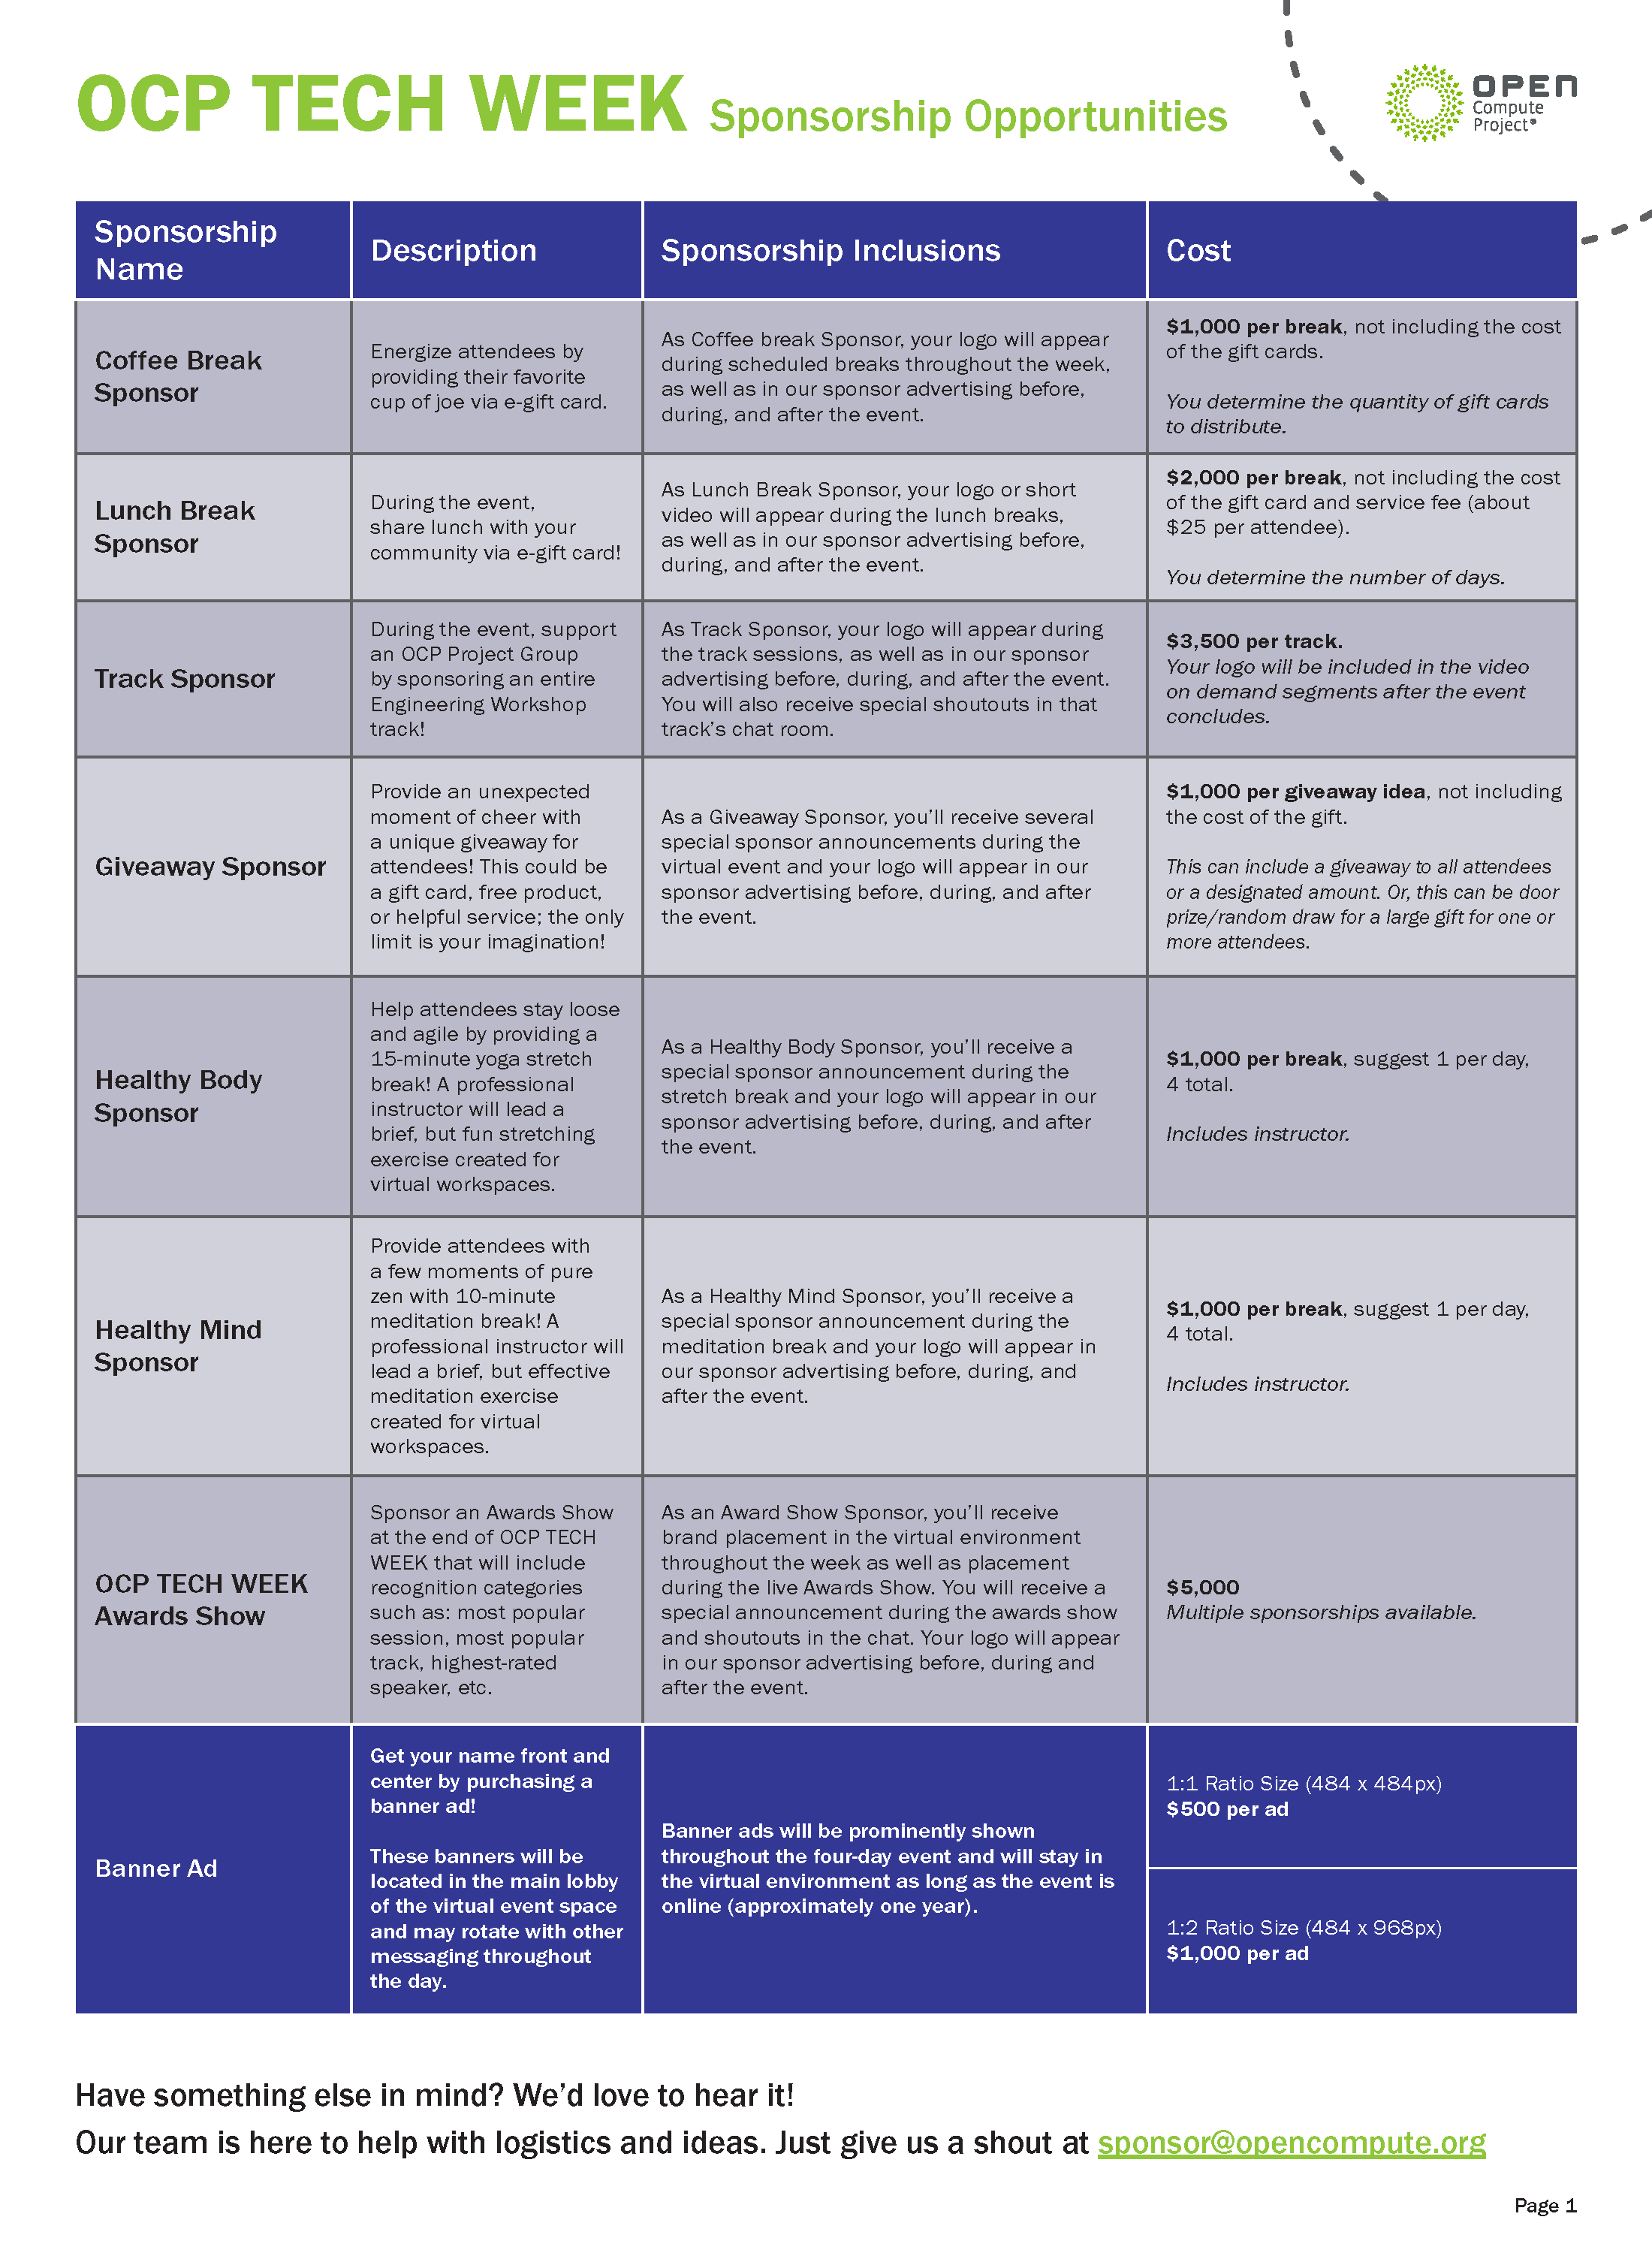 OCP TECH WEEK Sponsorship Opportunities
OPEN
Compute
Project®
Sponsorship
Name
Description
Sponsorship Inclusions
Cost
Coffee Break
Sponsor
Energize attendees by
providing their favorite
cup of joe via e-gift card.
As Coffee break Sponsor, your logo will appear
during scheduled breaks throughout the week,
as well as in our sponsor advertising before,
during, and after the event.
$1,000 per break, not including the cost
of the gift cards.
You determine the quantity of gift cards
to distribute.
Lunch Break
Sponsor
During the event,
share lunch with your
community via e-gift card!
As Lunch Break Sponsor, your logo or short
video will appear during the lunch breaks,
as well as in our sponsor advertising before,
during, and after the event.
$2,000 per break, not including the cost
of the gift card and service fee (about
$25 per attendee).
You determine the number of days.
Track Sponsor
During the event, support
an OCP Project Group
by sponsoring an entire
Engineering Workshop
track!
As Track Sponsor, your logo will appear during
the track sessions, as well as in our sponsor
advertising before, during, and after the event.
You will also receive special shoutouts in that
track’s chat room.
$3,500 per track.
Your logo will be included in the video
on demand segments after the event
concludes.
Giveaway Sponsor
Provide an unexpected
moment of cheer with
a unique giveaway for
attendees! This could be
a gift card, free product,
or helpful service; the only
limit is your imagination!
As a Giveaway Sponsor, you’ll receive several
special sponsor announcements during the
virtual event and your logo will appear in our
sponsor advertising before, during, and after
the event.
$1,000 per giveaway idea, not including
the cost of the gift.
This can include a giveaway to all attendees
or a designated amount. Or, this can be door
prize/random draw for a large gift for one or
more attendees.
Healthy Body
Sponsor
Help attendees stay loose
and agile by providing a
15-minute yoga stretch
break! A professional
instructor will lead a
brief, but fun stretching
exercise created for
virtual workspaces.
As a Healthy Body Sponsor, you’ll receive a
special sponsor announcement during the
stretch break and your logo will appear in our
sponsor advertising before, during, and after
the event.
$1,000 per break, suggest 1 per day,
4 total.
Includes instructor.
Healthy Mind
Sponsor
Provide attendees with
a few moments of pure
zen with 10-minute
meditation break! A
professional instructor will
lead a brief, but effective
meditation exercise
created for virtual
workspaces.
As a Healthy Mind Sponsor, you’ll receive a
special sponsor announcement during the
meditation break and your logo will appear in
our sponsor advertising before, during, and
after the event.
$1,000 per break, suggest 1 per day,
4 total.
Includes instructor.
OCP TECH WEEK
Awards Show
Sponsor an Awards Show
at the end of OCP TECH
WEEK that will include
recognition categories
such as: most popular
session, most popular
track, highest-rated
speaker, etc.
As an Award Show Sponsor, you’ll receive
brand placement in the virtual environment
throughout the week as well as placement
during the live Awards Show. You will receive a
special announcement during the awards show
and shoutouts in the chat. Your logo will appear
in our sponsor advertising before, during and
after the event.
$5,000
Multiple sponsorships available.
Banner Ad
Get your name front and
center by purchasing a
banner ad!
These banners will be
located in the main lobby
of the virtual event space
and may rotate with other
messaging throughout
the day.
Banner ads will be prominently shown
throughout the four-day event and will stay in
the virtual environment as long as the event is
online (approximately one year).
1:1 Ratio Size (484 x 484px)
$500 per ad
1:2 Ratio Size (484 x 968px)
$1,000 per ad
Have something else in mind? We’d love to hear it!
Our team is here to help with logistics and ideas. Just give us a shout at sponsor@opencompute.org
Page 1